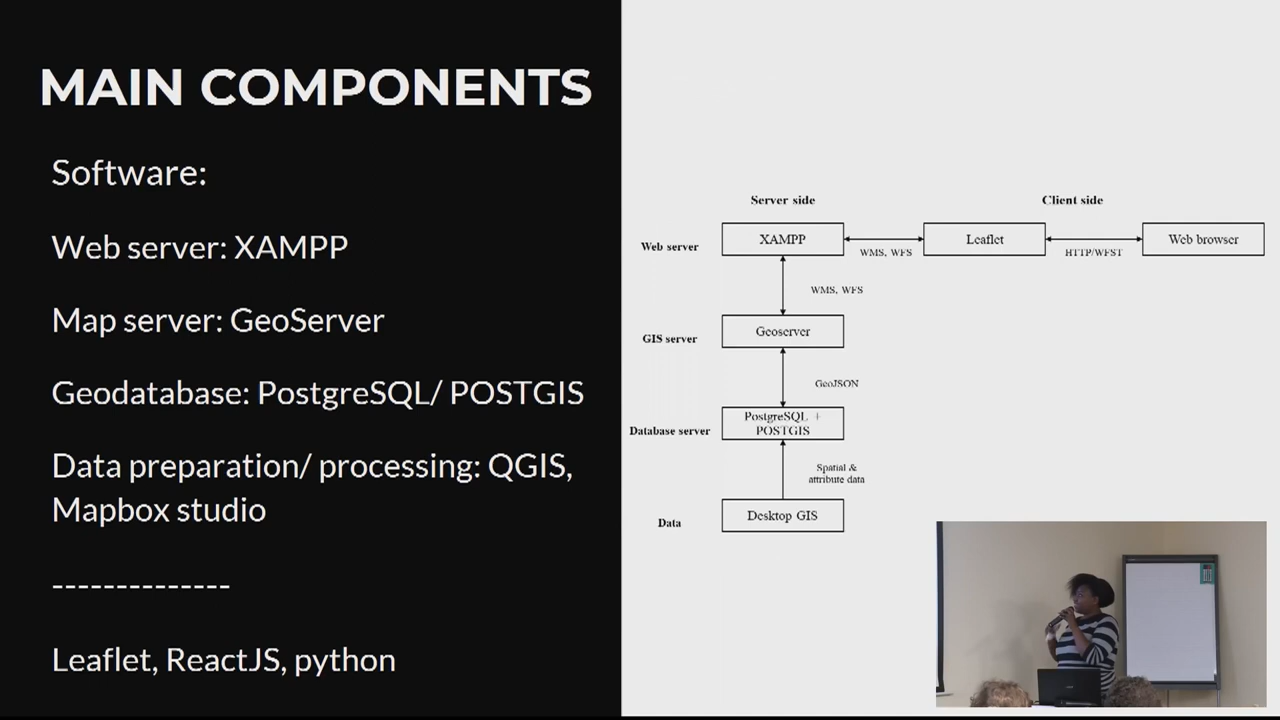 MAIN COMPONENTS
Software:
Web server: XAMPP
Map server: GeoServer
Geodatabase: PostgreSQL/ POSTGIS
Data preparation/ processing: QGIS,
Mapbox studio
--------------
Leaflet, ReactJS, python
Server side
Client side
Web server
XAMPP
WMS, WFS
Leaflet
HTTP/WFST
Web browser
WMS, WFS
GIS server
Geoserver
GeoJSON
Database server
PostgreSQL +
POSTGIS
Spatial &
attribute data
Data
Desktop GIS